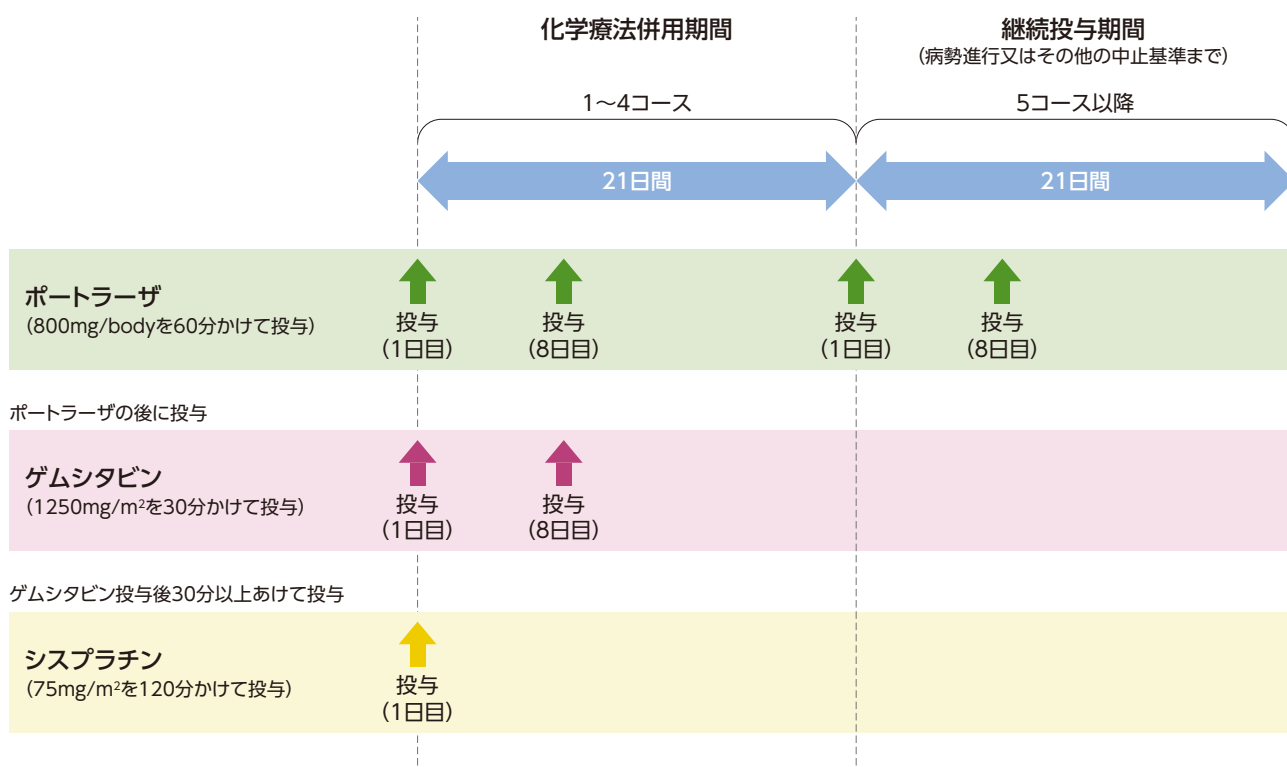 化学療法併用期間
継続投与期間
(病勢進行又はその他の中止基準まで)
1～4コース
5コース以降
21日間
21日間
ポートラーザ
(800mg/bodyを60分かけて投与)
投与
(1日目)
投与
(8日目)
投与
(1日目)
投与
(8日目)
ポートラーザの後に投与
ゲムシタビン
(1250mg/m²を30分かけて投与)
投与
(1日目)
投与
(8日目)
ゲムシタビン投与後30分以上あけて投与
シスプラチン
(75mg/m²を120分かけて投与)
投与
(1日目)